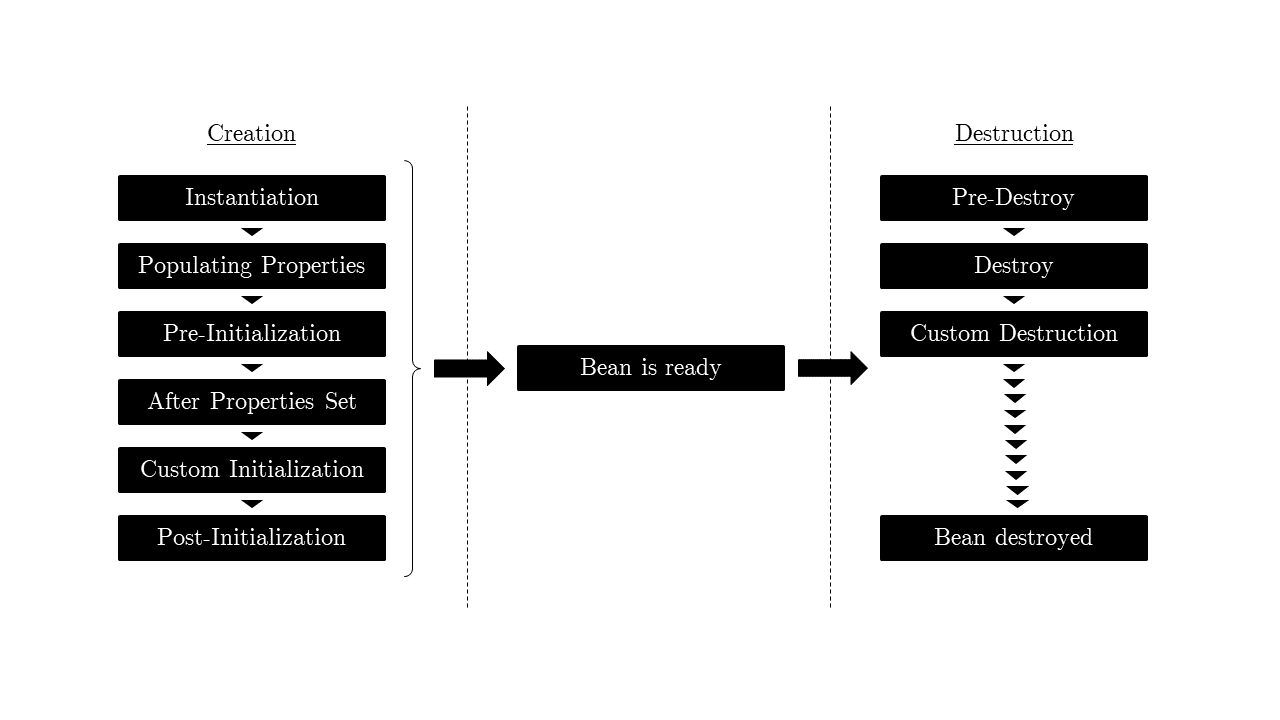 Creation
Instantiation
Populating Properties
Pre-Initialization
After Properties Set
Custom Initialization
Post-Initialization
Bean is ready
Destruction
Pre-Destroy
Destroy
Custom Destruction
Bean destroyed